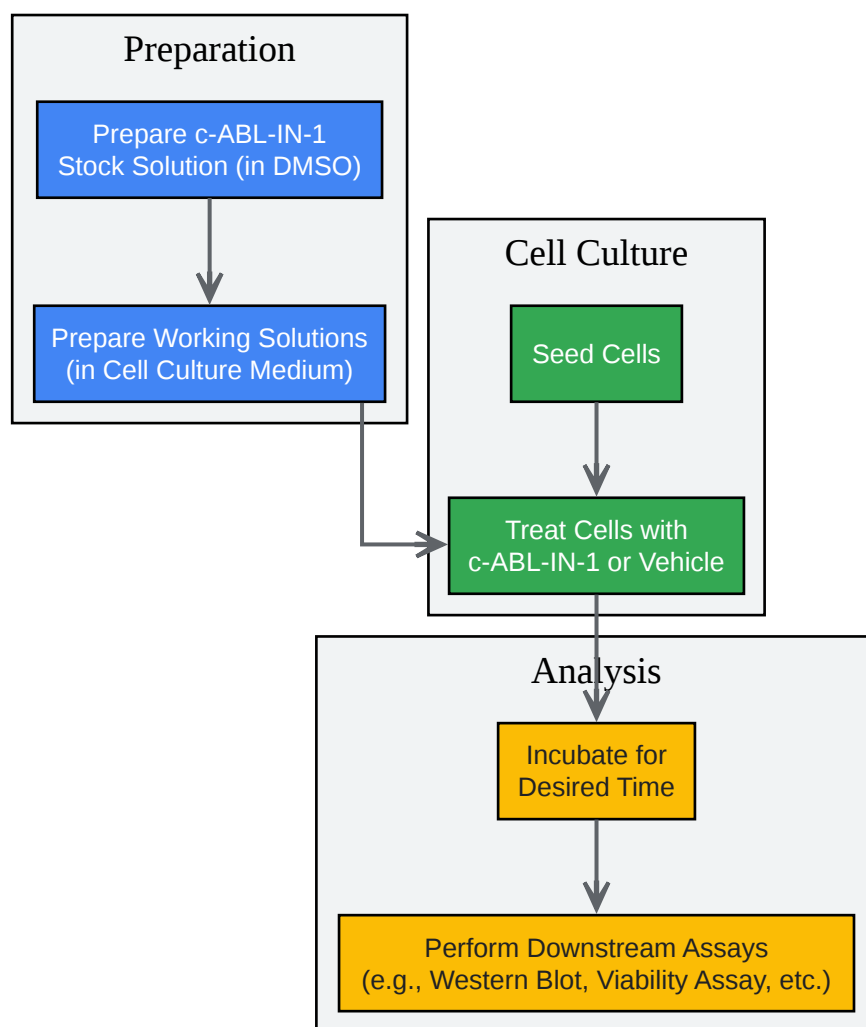 Preparation
Prepare c-ABL-IN-1
Stock Solution (in DMSO)
Prepare Working Solutions
(in Cell Culture Medium)
Cell Culture
Seed Cells
Treat Cells with
c-ABL-IN-1 or Vehicle
Analysis
Incubate for
Desired Time
Perform Downstream Assays
(e.g., Western Blot, Viability Assay, etc.)